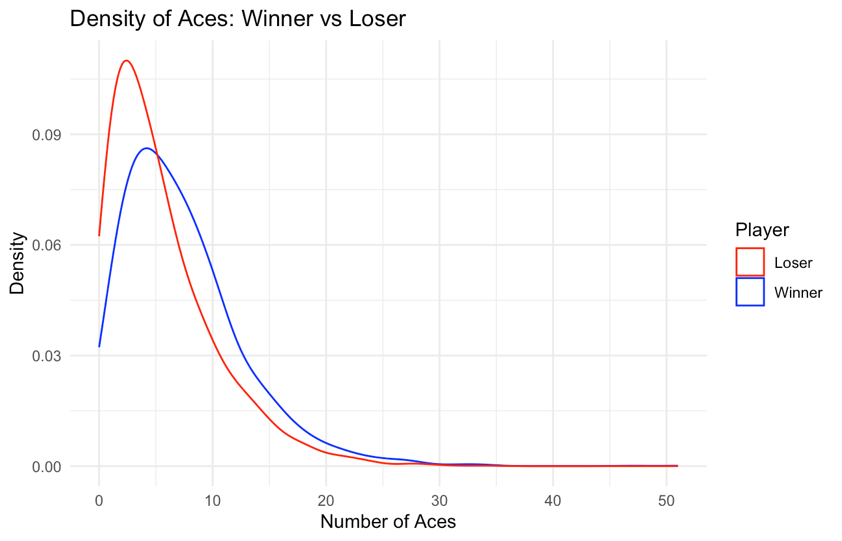 Density of Aces: Winner vs Loser
0.09
0.06
0.03
0.00
Density
0 10 20 30 40 50
Number of Aces
Player
Loser
Winner